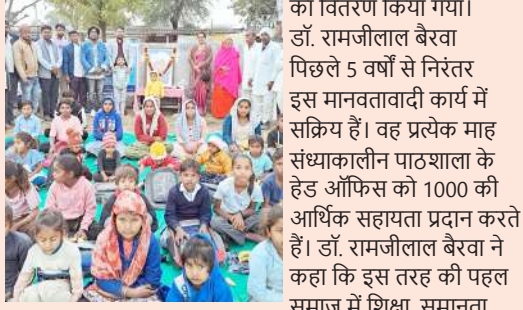 का वितरण किया गया।
डॉ. रामजीलाल बैरवा
पिछले 5 वर्षों से निरंतर
इस मानवतावादी कार्य में
सक्रिय हैं। वह प्रत्येक माह
संध्याकालीन पाठशाला के
हेड ऑफिस को 1000 की
आर्थिक सहायता प्रदान करते
हैं। डॉ. रामजीलाल बैरवा ने
कहा कि इस तरह की पहल
समाज में शिक्षा, समानता